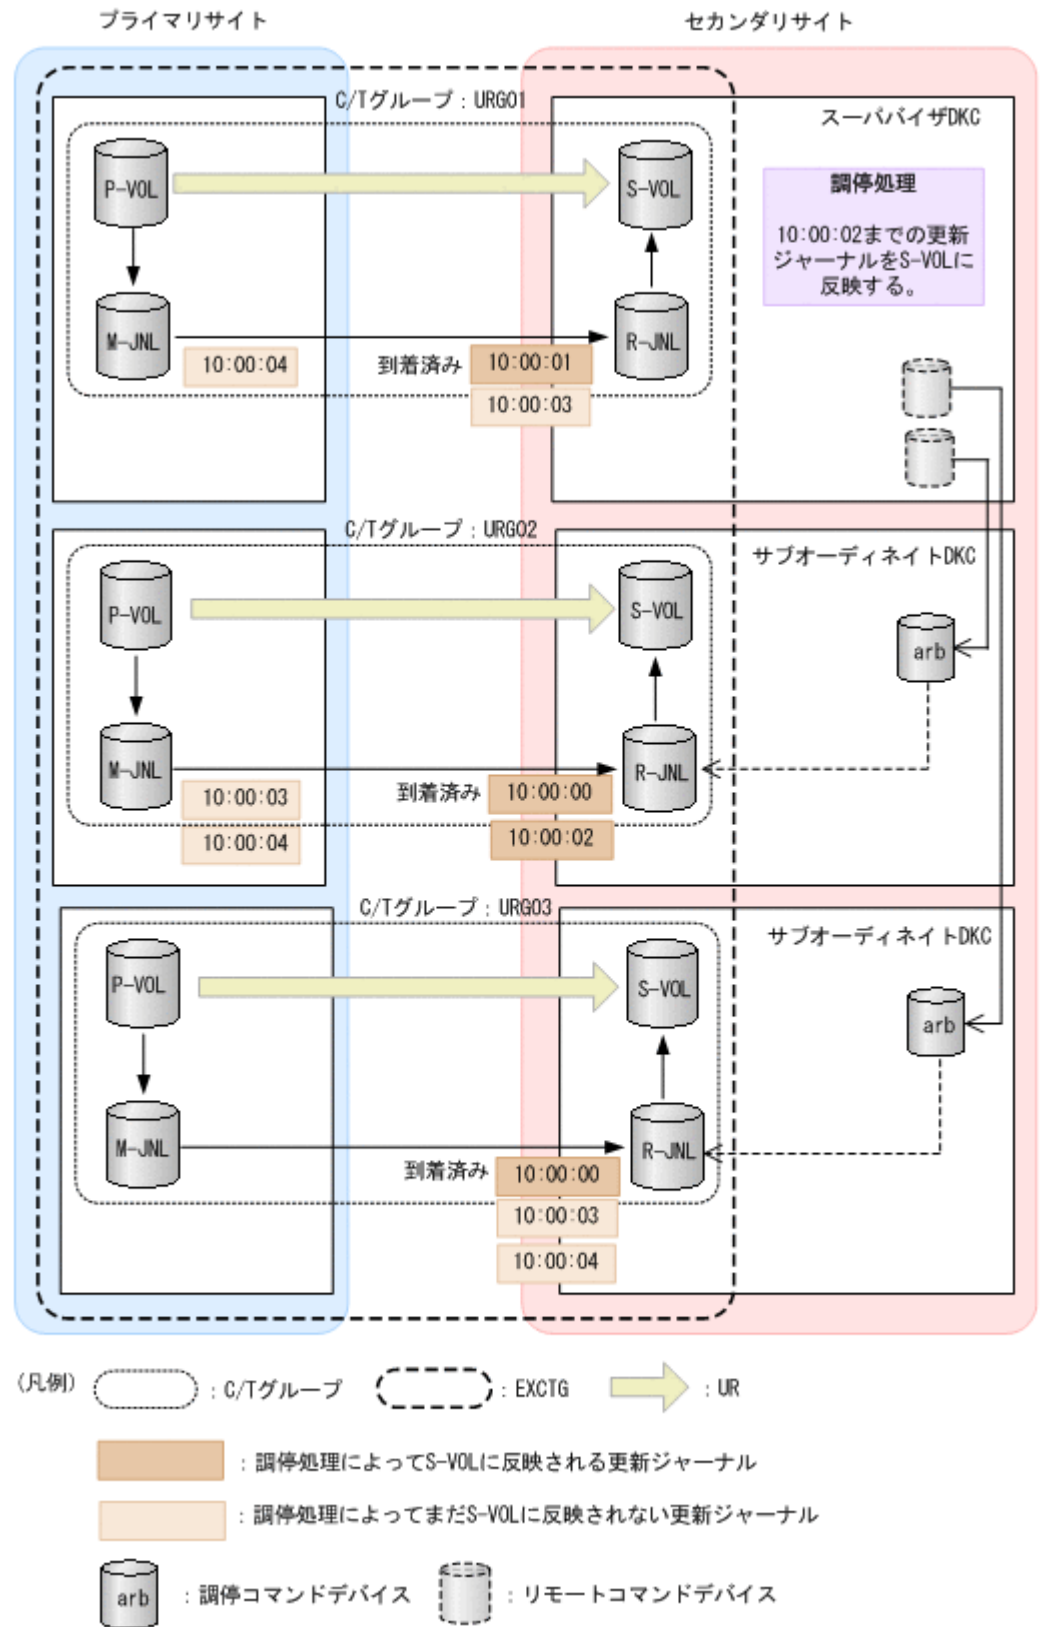 プライマリサイト
セカンダリサイト
C/Tグループ：URG01
スーパバイザDKC
P-VOL
S-VOL
調停処理
10:00:02までの更新
ジャーナルをS-VOLに
反映する。
M-JNL
R-JNL
10:00:04
到着済み
10:00:01
10:00:03
C/Tグループ：URG02
サブオーディネイトDKC
P-VOL
S-VOL
arb
M-JNL
R-JNL
10:00:03
到着済み
10:00:00
10:00:04
10:00:02
C/Tグループ：URG03
サブオーディネイトDKC
P-VOL
S-VOL
arb
M-JNL
R-JNL
到着済み
10:00:00
10:00:03
10:00:04
(凡例)
：C/Tグループ
：EXCTG
：UR
：調停処理によってS-VOLに反映される更新ジャーナル
：調停処理によってまだS-VOLに反映されない更新ジャーナル
arb
：調停コマンドデバイス
：リモートコマンドデバイス